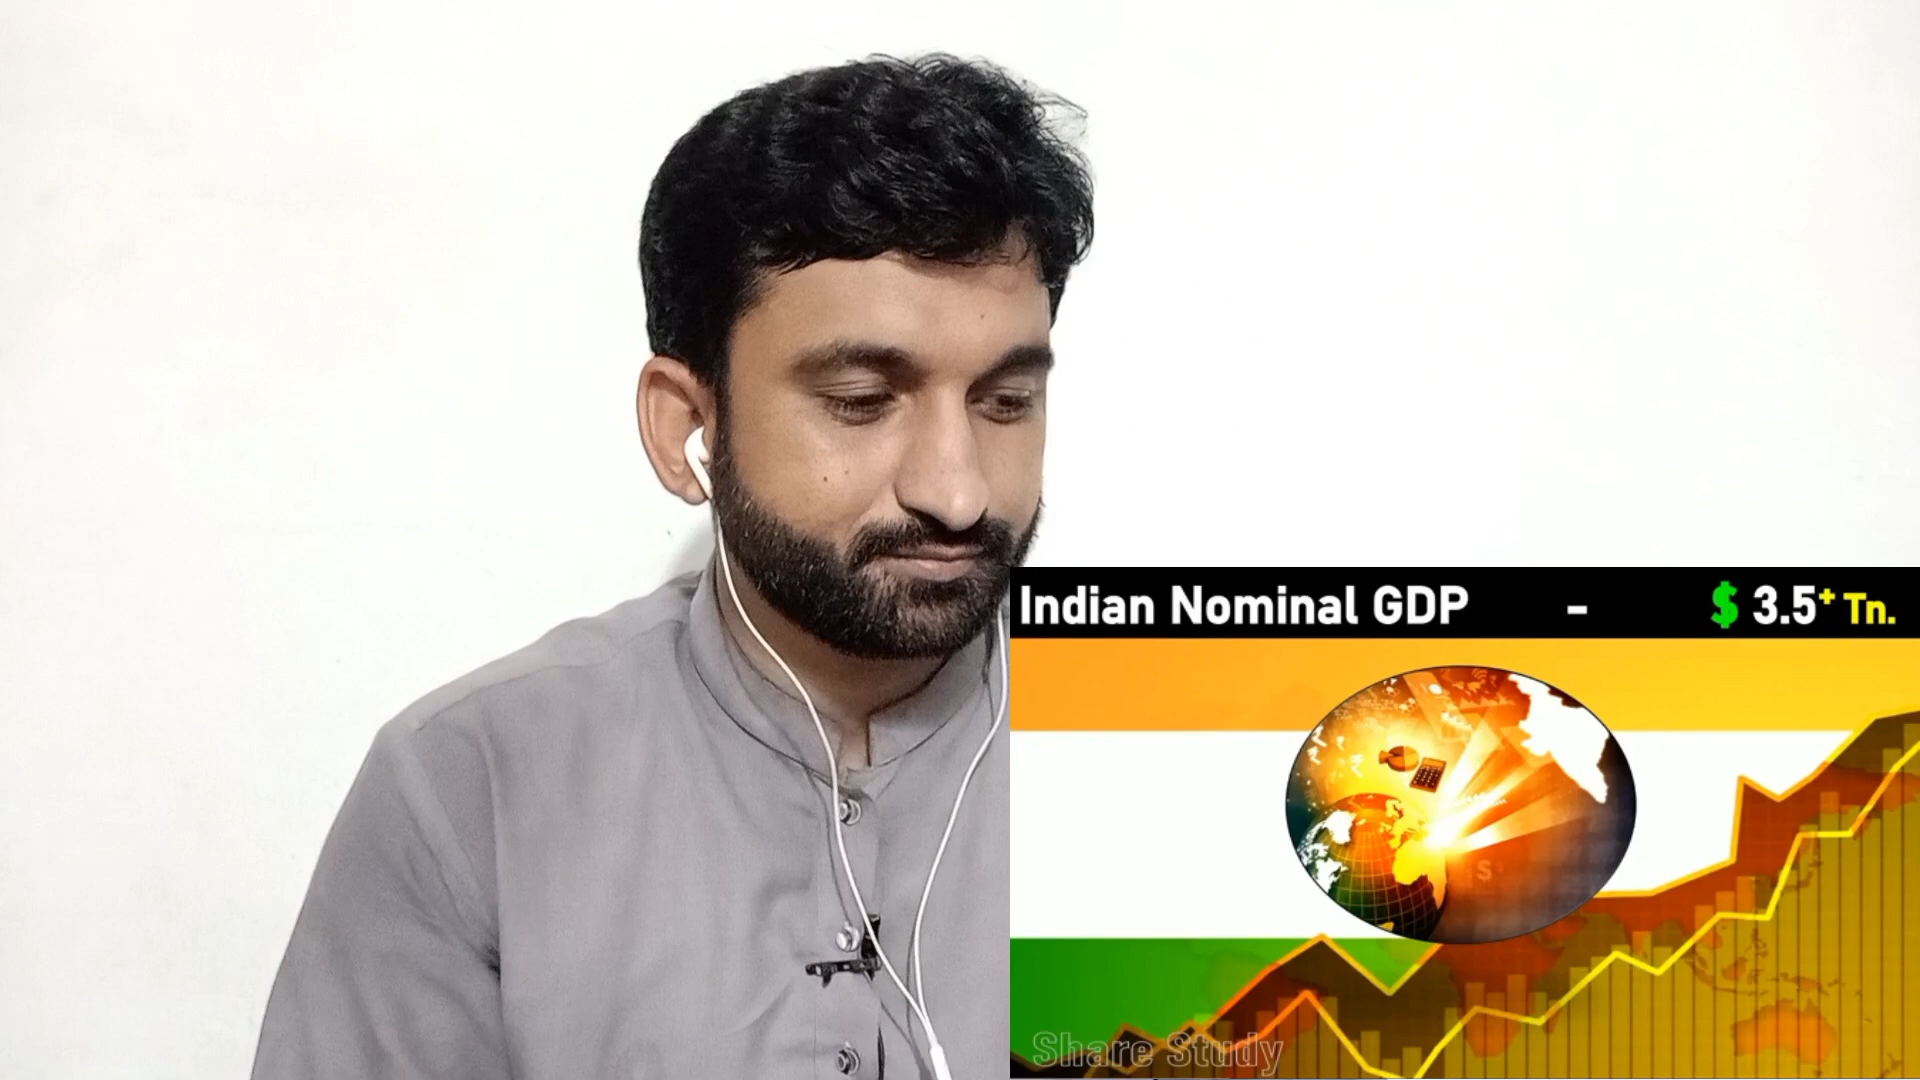 Indian Nominal GDP - $ 3.5+ Tn.
Share Study